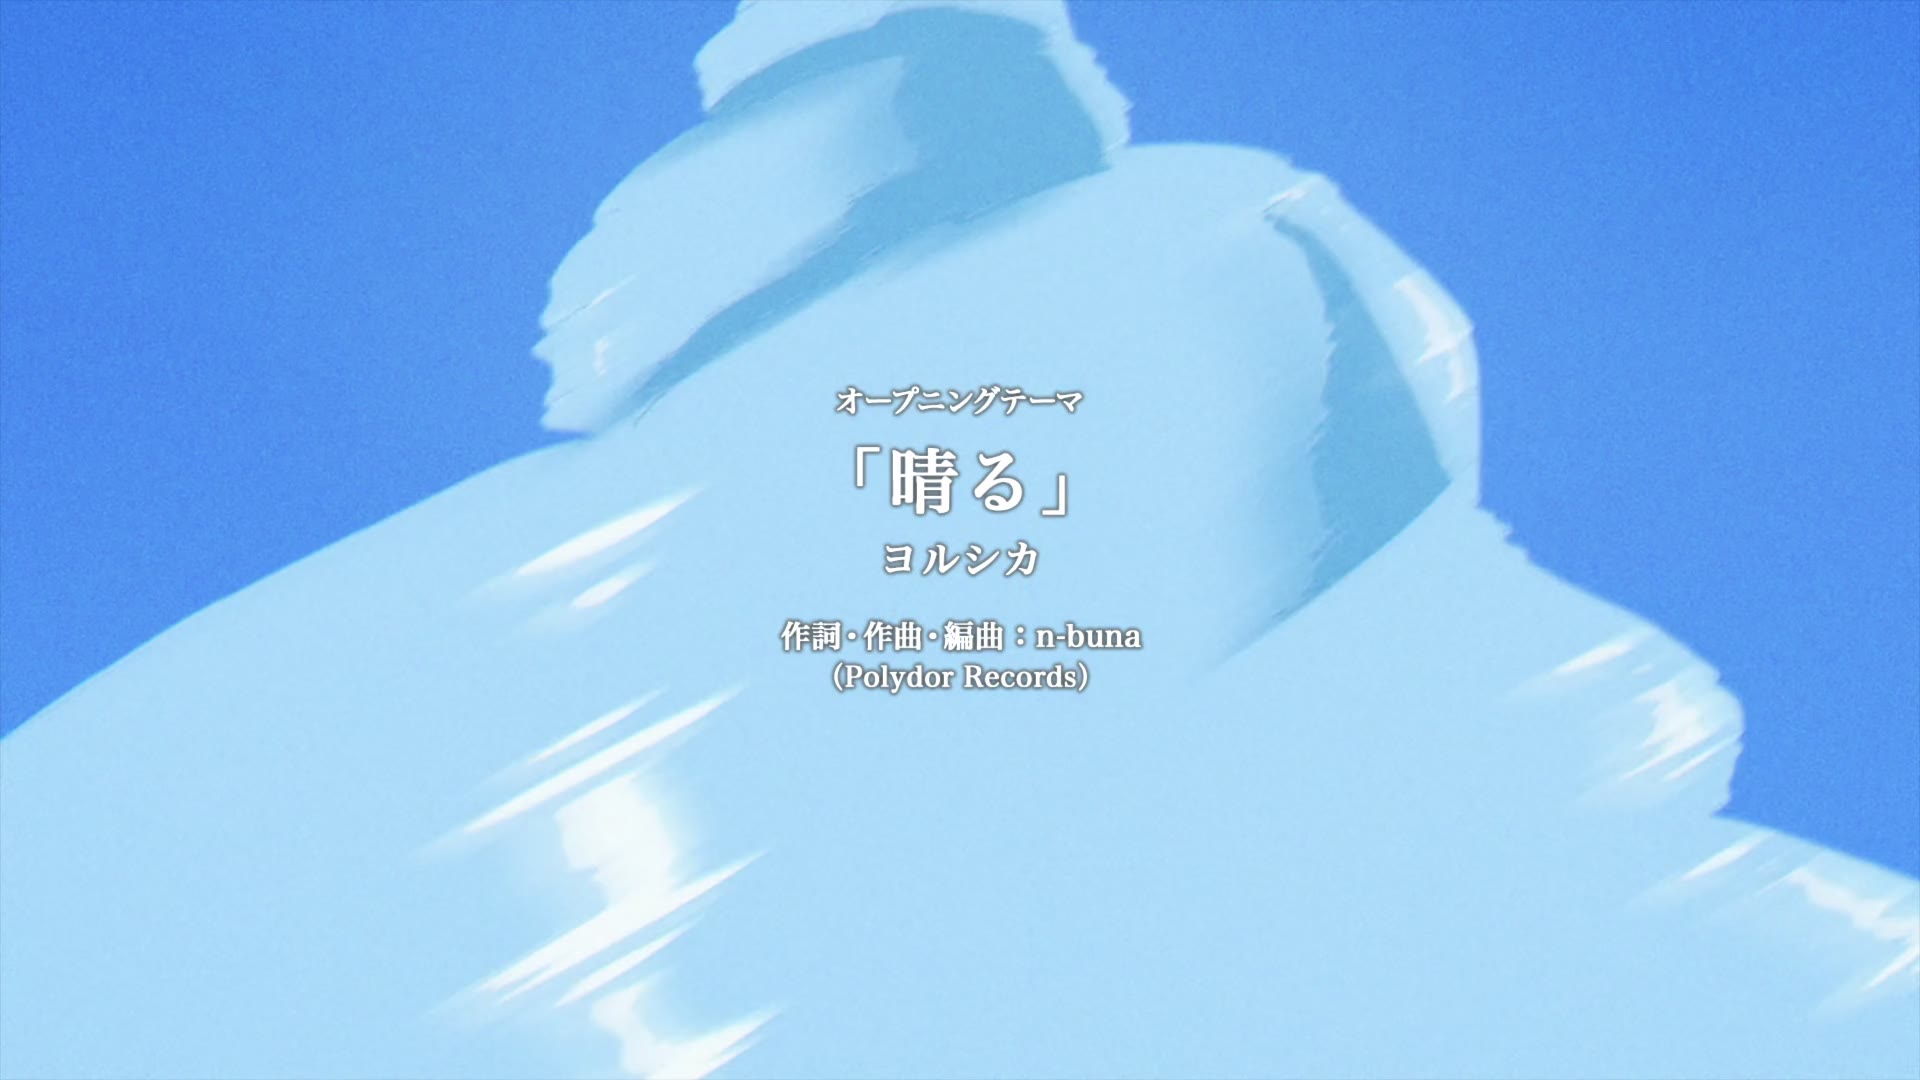 オープニングテーマ
「晴る」
ヨルシカ
作詞・作曲・編曲：n-buna
（Polydor Records）